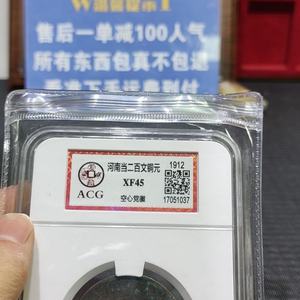 售后一单减100人气
所有东西包真不包退
河南当二百文铜元
1912
XF45
ACG
空心党徽
17051037